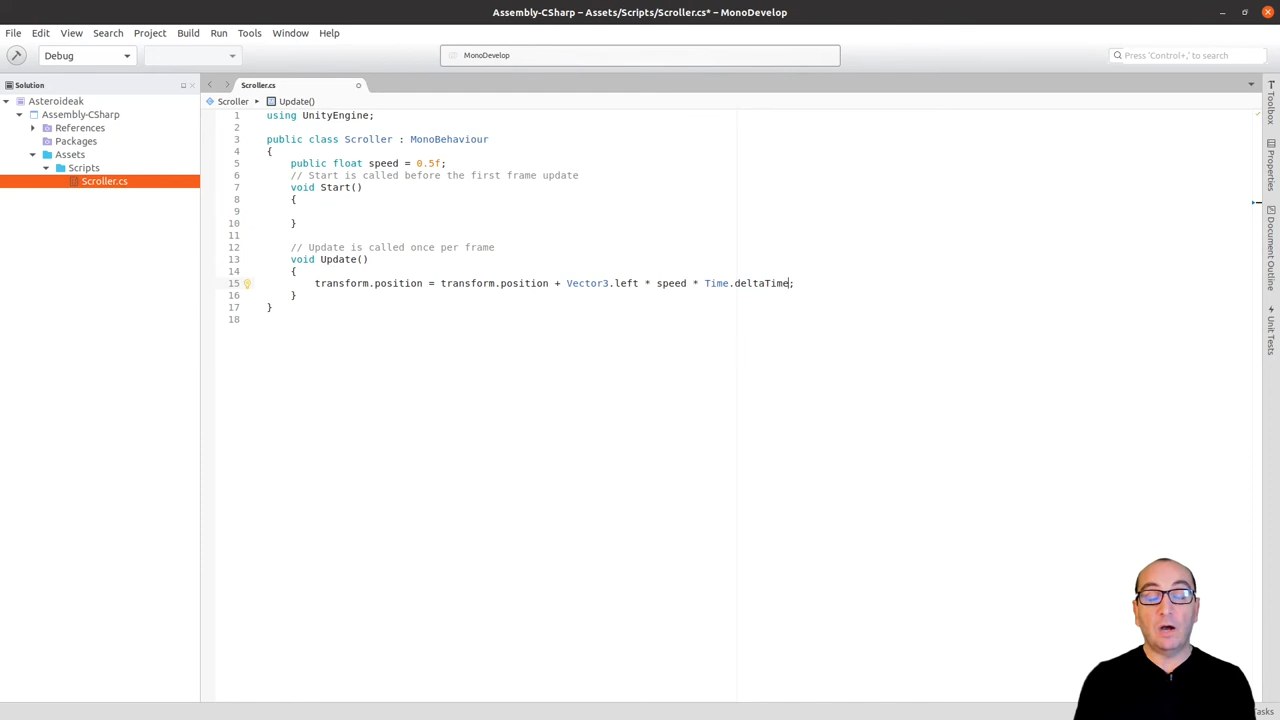 Assembly-CSharp – Assets/Scripts/Scroller.cs* – MonoDevelop
File Edit View Search Project Build Run Tools Window Help
Debug
MonoDevelop
Press 'Control+,' to search
Solution
Scroller.cs
Asteroideak
Scroller Update()
Assembly-CSharp
References
Packages
Assets
Scripts
Scroller.cs
1 using UnityEngine;
2
3 public class Scroller : MonoBehaviour
4 {
5 public float speed = 0.5f;
6 // Start is called before the first frame update
7 void Start()
8 {
9
10 }
11
12 // Update is called once per frame
13 void Update()
14 {
15 transform.position = transform.position + Vector3.left * speed * Time.deltaTime;
16 }
17 }
18
Toolbox
Properties
Document Outline
Unit Tests
Tasks